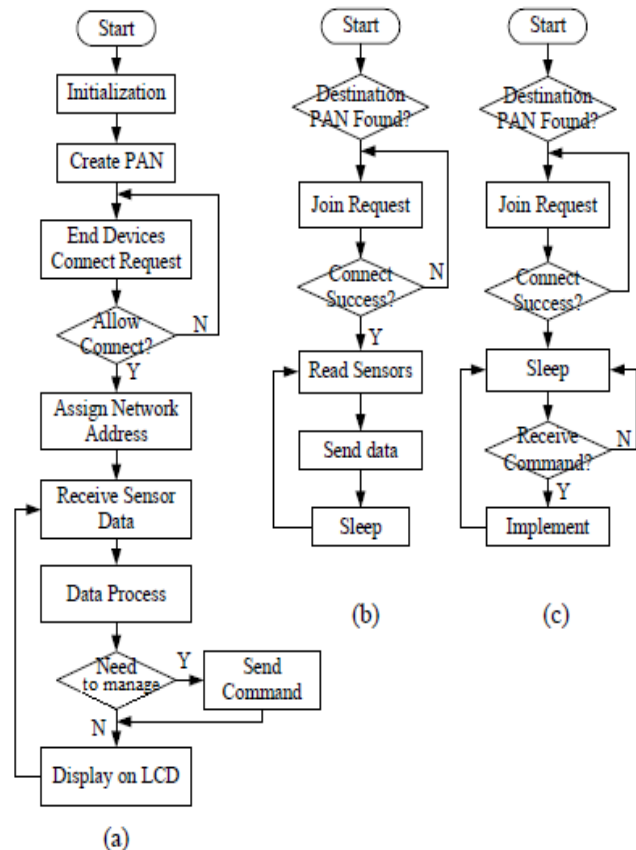 Start
Initialization
Create PAN
End Devices
Connect Request
Allow
Connect?
N
Y
Assign Network
Address
Receive Sensor
Data
Data Process
Need
to manage
Y
Send
Command
N
Display on LCD
(a)
Start
Destination
PAN Found?
Join Request
Connect
Success?
N
Y
Read Sensors
Send data
Sleep
(b)
Start
Destination
PAN Found?
Join Request
Connect
Success?
Sleep
Receive
Command?
N
Y
Implement
(c)